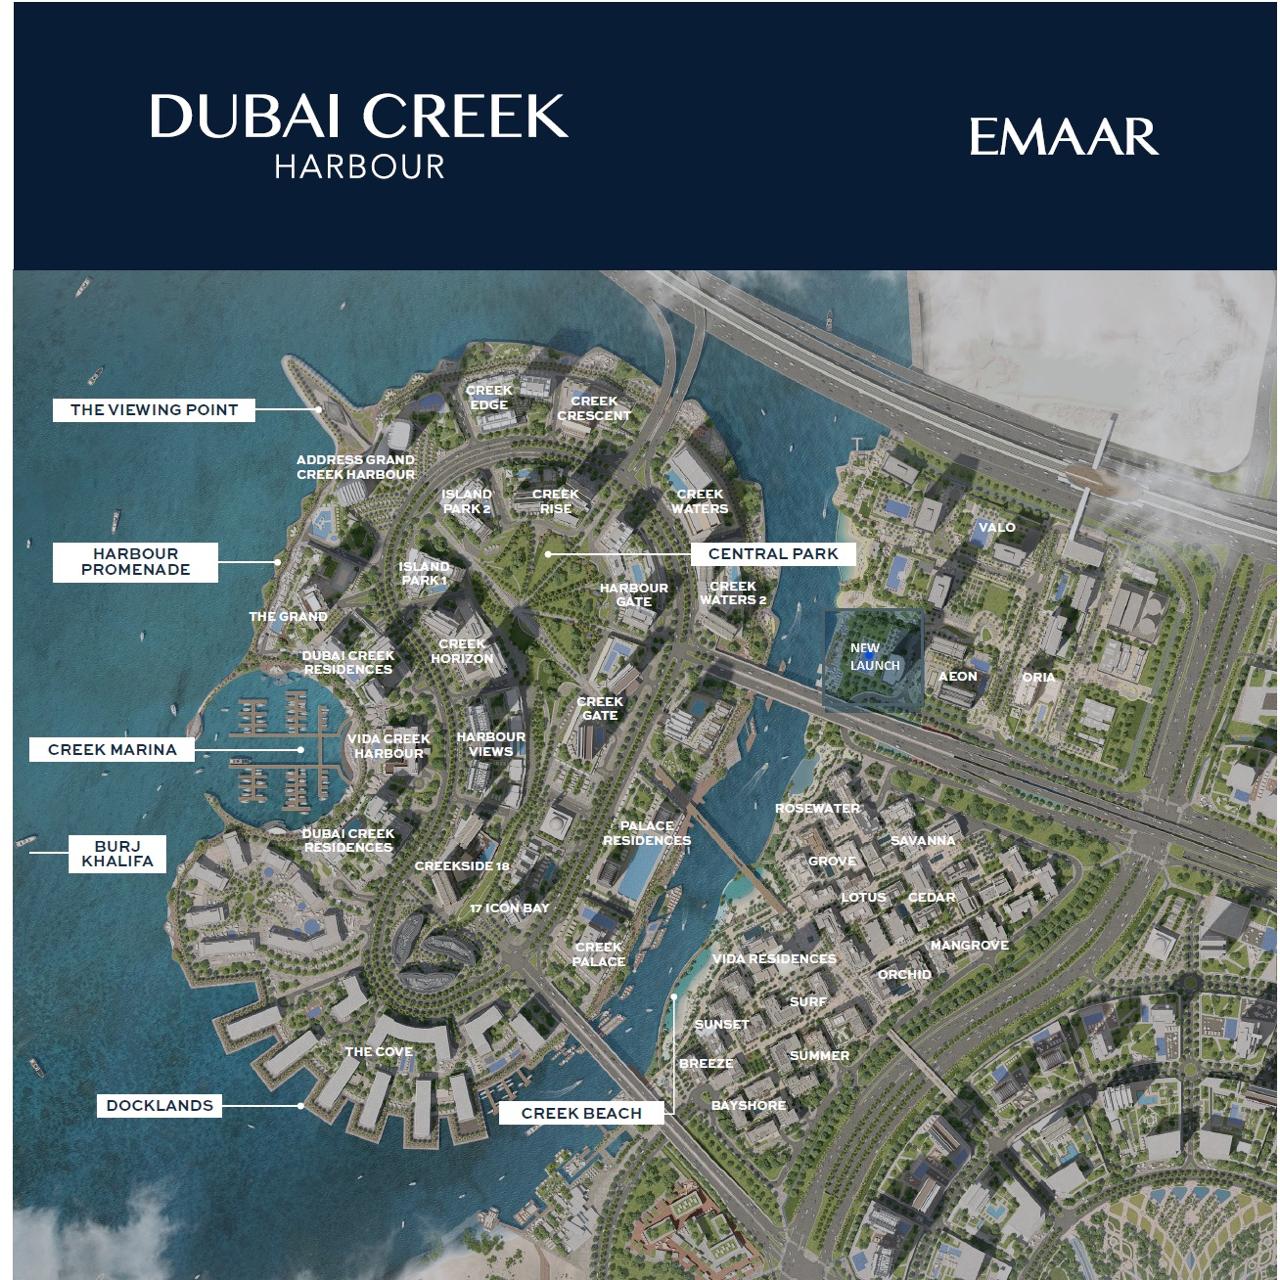 DUBAI CREEK
HARBOUR
EMAAR
THE VIEWING POINT
CREEK
EDGE
CREEK
CRESCENT
ADDRESS GRAND
CREEK HARBOUR
ISLAND
PARK 2
CREEK
RISE
CREEK
WATERS
VALO
HARBOUR
PROMENADE
CENTRAL PARK
ISLAND
PARK 1
HARBOUR
GATE
CREEK
WATERS 2
THE GRAND
DUBAI CREEK
RESIDENCES
CREEK
HORIZON
NEW
LAUNCH
AEON
ORIA
CREEK
GATE
CREEK MARINA
VIDA CREEK
HARBOUR
HARBOUR
VIEWS
ROSEWATER
BURJ
KHALIFA
DUBAI CREEK
RESIDENCES
PALACE
RESIDENCES
SAVANNA
GROVE
CREEKSIDE 18
LOTUS
CEDAR
17 ICON BAY
CREEK
PALACE
MANGROVE
VIDA RESIDENCES
ORCHID
SURF
SUNSET
THE COVE
BREEZE
SUMMER
DOCKLANDS
CREEK BEACH
BAYSHORE